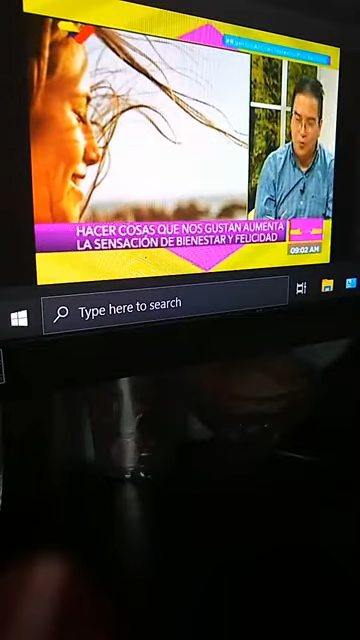 HACER COSAS QUE NOS GUSTAN AUMENTA
LA SENSACIÓN DE BIENESTAR Y FELICIDAD
09:02 AM
Type here to search